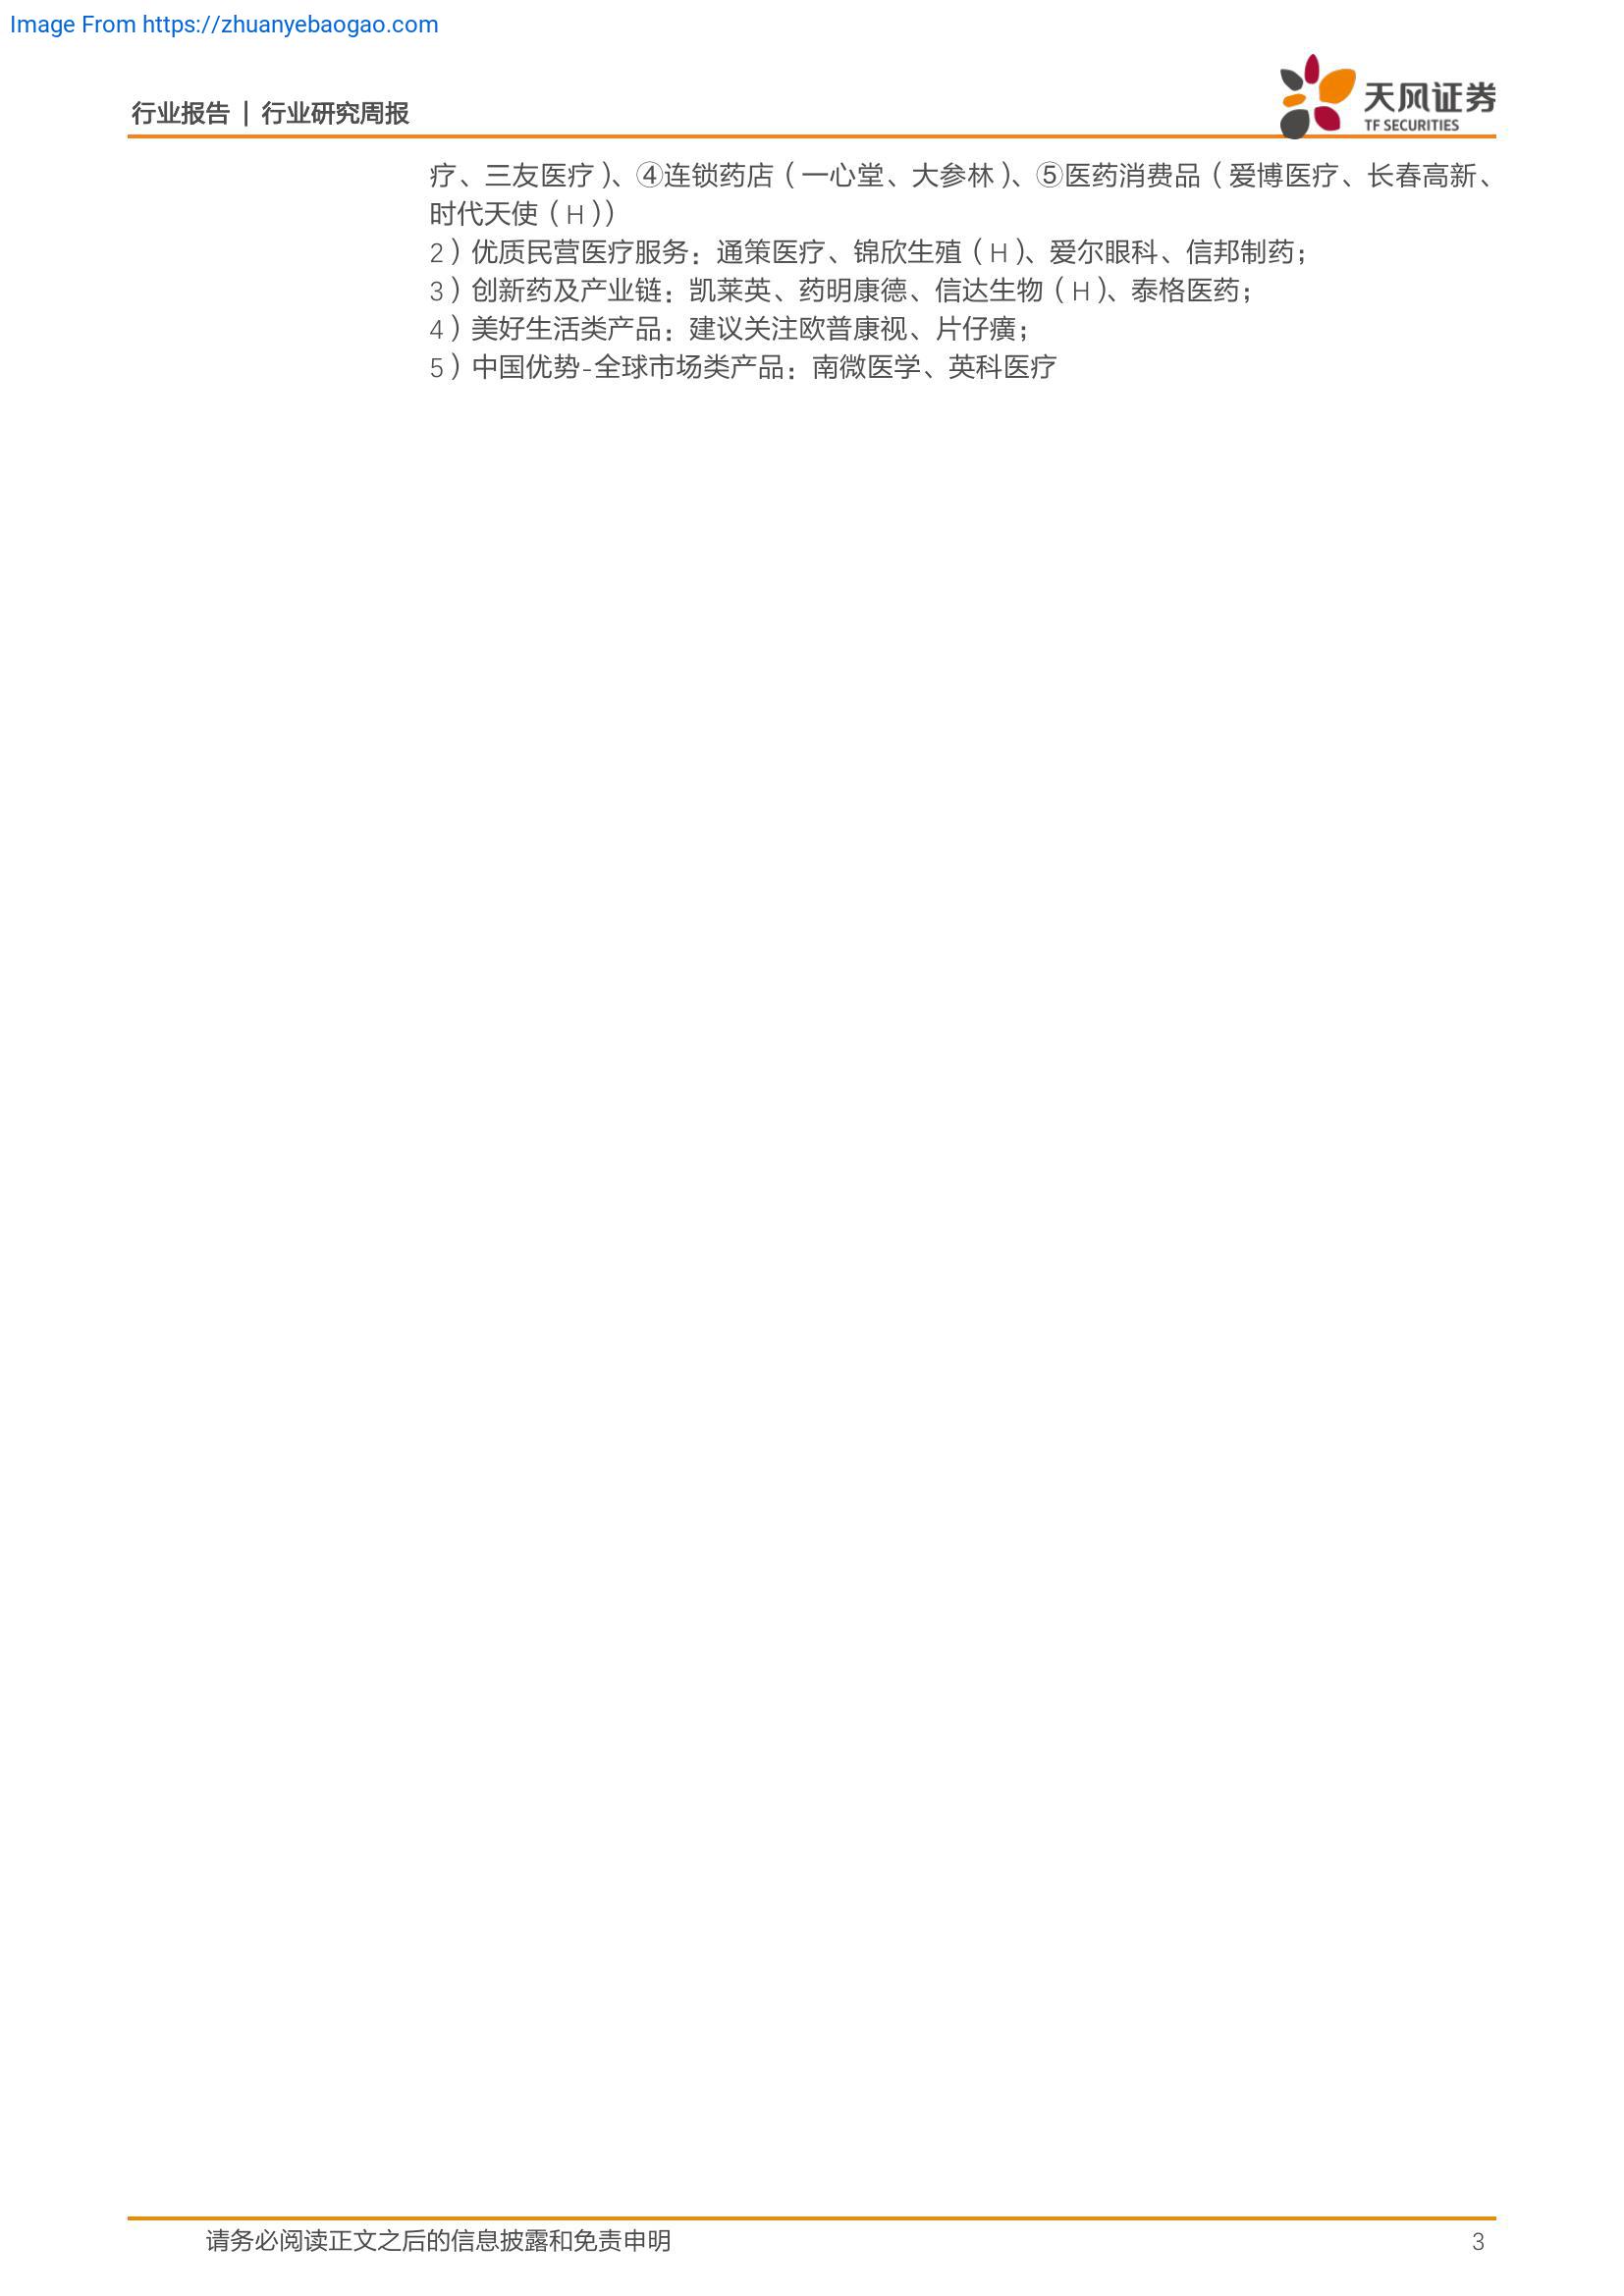 Image From https://zhuanyebaogao.com
行业报告 | 行业研究周报
天风证券
TF SECURITIES
疗、三友医疗）、④连锁药店（一心堂、大参林）、⑤医药消费品（爱博医疗、长春高新、
时代天使（H））
2）优质民营医疗服务：通策医疗、锦欣生殖（H）、爱尔眼科、信邦制药；
3）创新药及产业链：凯莱英、药明康德、信达生物（H）、泰格医药；
4）美好生活类产品：建议关注欧普康视、片仔癀；
5）中国优势-全球市场类产品：南微医学、英科医疗
请务必阅读正文之后的信息披露和免责申明
3